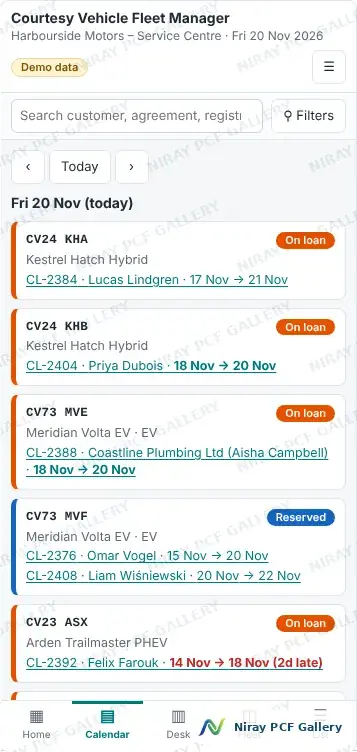 Courtesy Vehicle Fleet Manager
Harbourside Motors – Service Centre · Fri 20 Nov 2026
Demo data
☰
Search customer, agreement, registr
Filters
‹ Today ›
Fri 20 Nov (today)
CV24 KHA On loan
Kestrel Hatch Hybrid
CL-2384 · Lucas Lindgren · 17 Nov → 21 Nov
CV24 KHB On loan
Kestrel Hatch Hybrid
CL-2404 · Priya Dubois · 18 Nov → 20 Nov
CV73 MVE On loan
Meridian Volta EV · EV
CL-2388 · Coastline Plumbing Ltd (Aisha Campbell)
· 18 Nov → 20 Nov
CV73 MVF Reserved
Meridian Volta EV · EV
CL-2376 · Omar Vogel · 15 Nov → 20 Nov
CL-2408 · Liam Wiśniewski · 20 Nov → 22 Nov
CV23 ASX On loan
Arden Trailmaster PHEV
CL-2392 · Felix Farouk · 14 Nov → 18 Nov (2d late)
Home Calendar Desk
Niray PCF Gallery
NIRAY PCF GALLERY